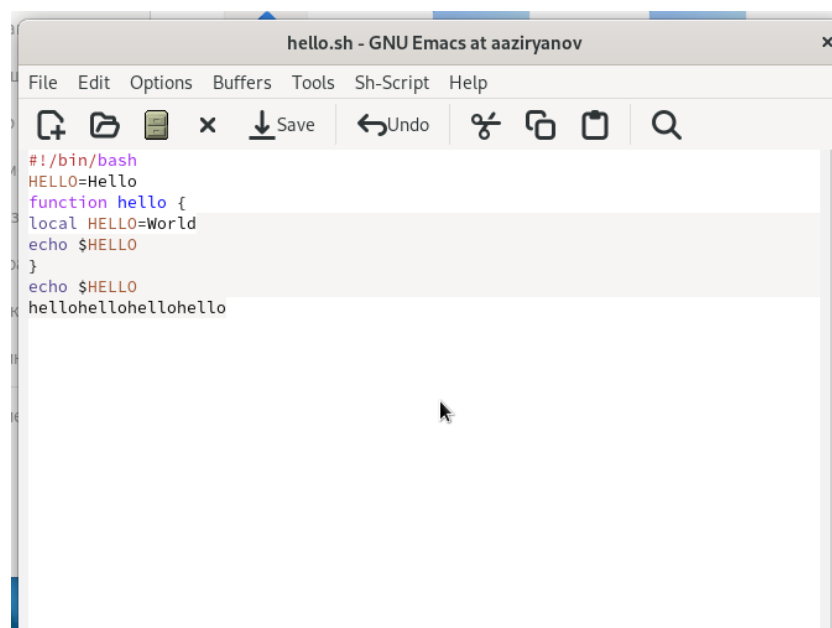 hello.sh - GNU Emacs at aaziryanov
File Edit Options Buffers Tools Sh-Script Help
Save Undo
#!/bin/bash
HELLO=Hello
function hello {
local HELLO=World
echo $HELLO
}
echo $HELLO
hellohellohellohello